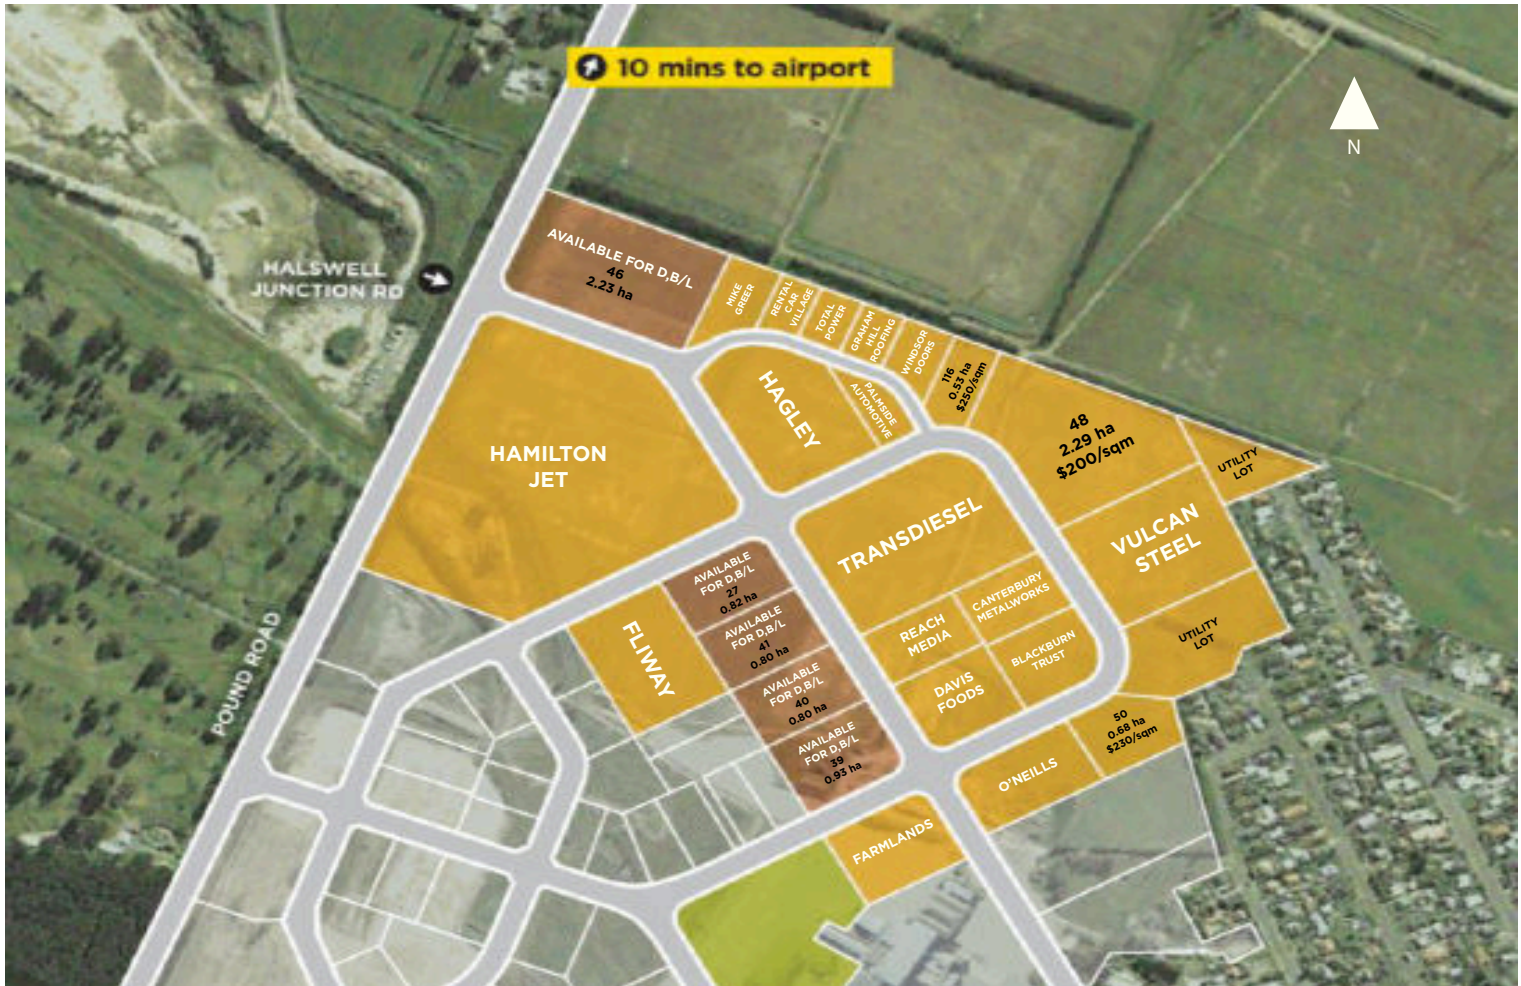 10 mins to airport
N
HALSWELL
JUNCTION RD
AVAILABLE FOR D,B/L
46
2.23 ha
MIKE
GREER
RENTAL
CAR
VILLAGE
TOTAL
POWER
GRAHAM
HILL
ROOFING
WINDSOR
DOORS
116
0.53 ha
$250/sqm
HAGLEY
PALMSIDE
AUTOMOTIVE
48
2.29 ha
$200/sqm
UTILITY
LOT
HAMILTON
JET
TRANSDIESEL
VULCAN
STEEL
AVAILABLE
FOR D,B/L
27
0.82 ha
AVAILABLE
FOR D,B/L
41
0.80 ha
AVAILABLE
FOR D,B/L
40
0.80 ha
AVAILABLE
FOR D,B/L
39
0.93 ha
FLIWAY
REACH
MEDIA
CANTERBURY
METALWORKS
DAVIS
FOODS
BLACKBURN
TRUST
UTILITY
LOT
POUND ROAD
50
0.68 ha
$230/sqm
O'NEILLS
FARMLANDS